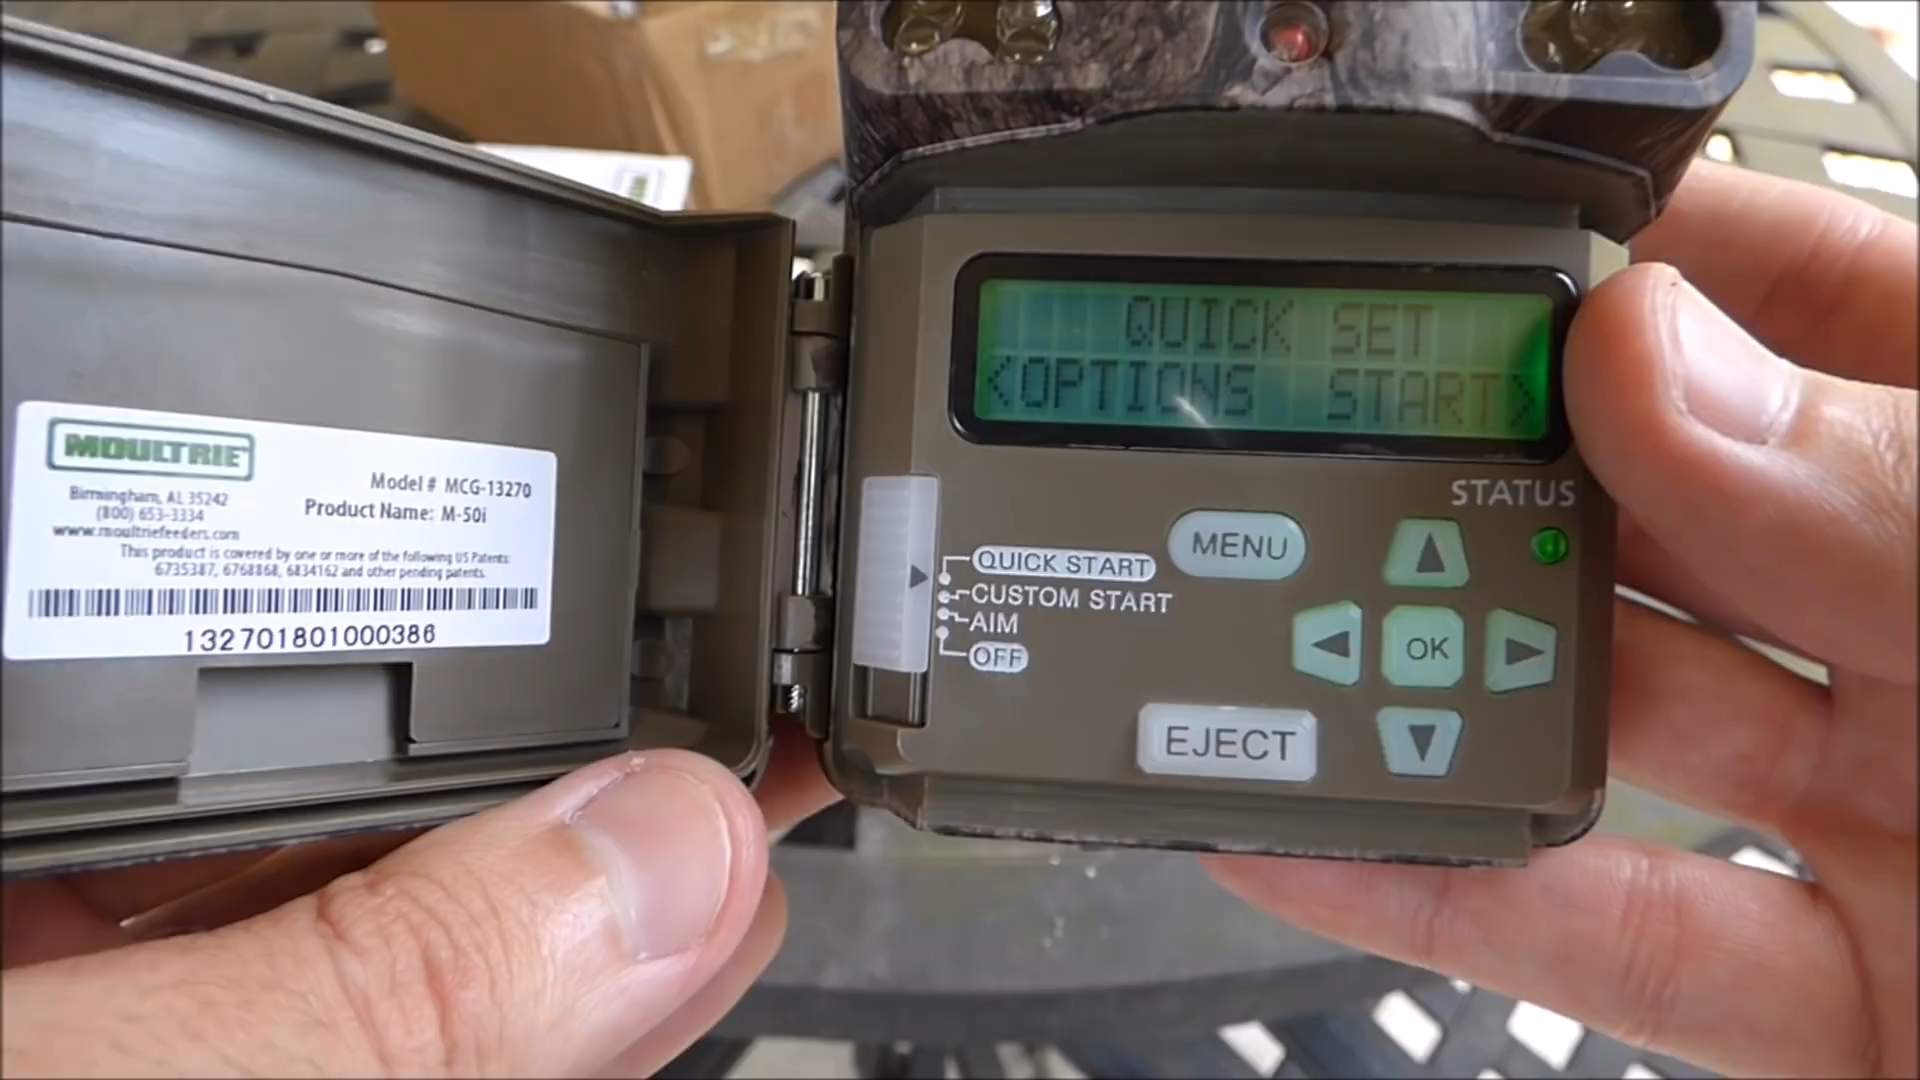 MOULTRIE
Birmingham, AL 35242
(800) 653-3334
www.moultriefeeders.com
Model # MCG-13270
Product Name: M-50i
This product is covered by one or more of the following US Patents:
6735387, 6768868, 6834162 and other pending patents.
132701801000386
QUICK SET
<OPTIONS START>
STATUS
QUICK START
CUSTOM START
AIM
OFF
MENU
OK
EJECT